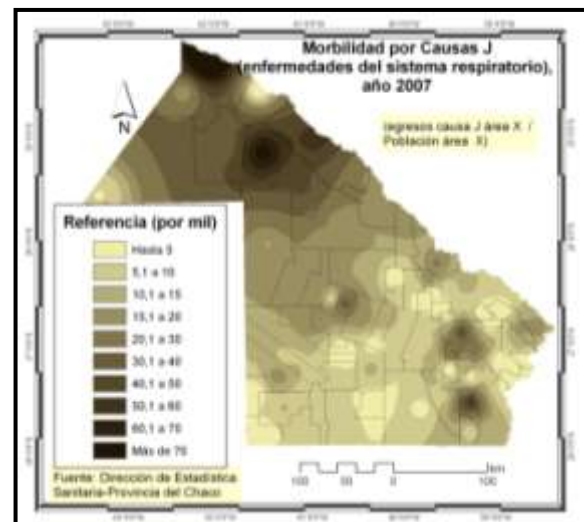 Morbilidad por Causas J
(enfermedades del sistema respiratorio),
año 2007
(egresos causa J área X /
Población área X)
N
Referencia (por mil)
Hasta 5
5,1 a 10
10,1 a 15
15,1 a 20
20,1 a 30
30,1 a 40
40,1 a 50
50,1 a 60
60,1 a 70
Más de 70
Fuente: Dirección de Estadística
Sanitaria-Provincia del Chaco
km
100 50 0 100